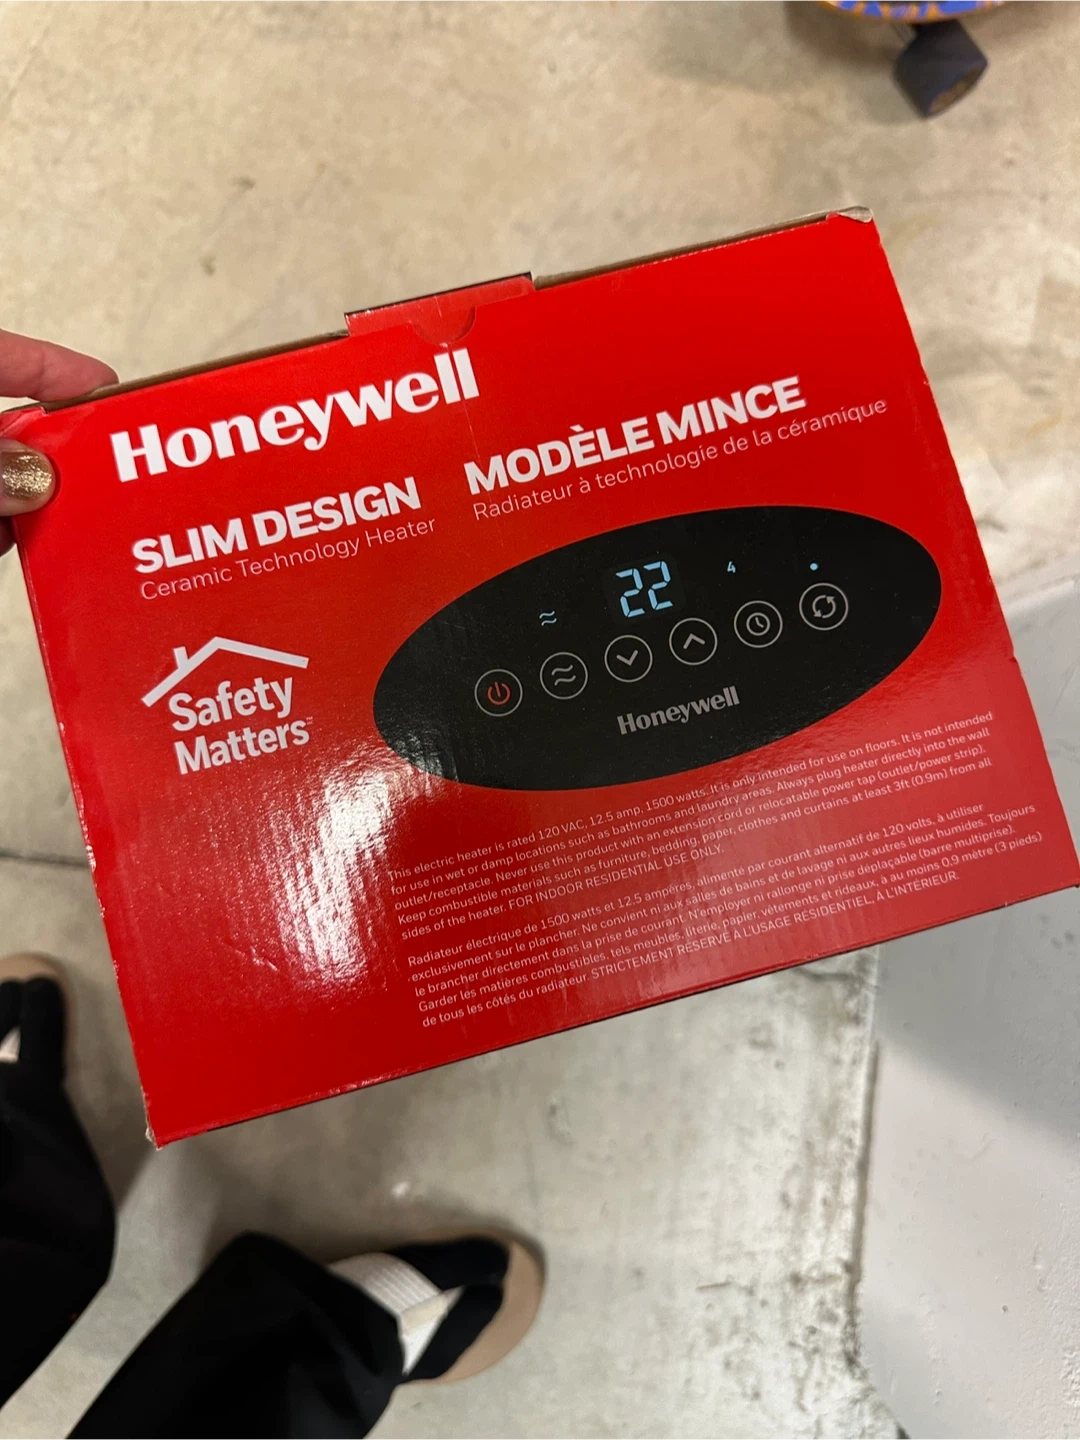 Honeywell
SLIM DESIGN
Ceramic Technology Heater
MODÈLE MINCE
Radiateur à technologie de la céramique
22
4
Honeywell
Safety
Matters™
This electric heater is rated 120 VAC, 12.5 amp, 1500 watts. It is only intended for use on floors. It is not intended
for use in wet or damp locations such as bathrooms and laundry areas. Always plug heater directly into the wall
outlet/receptacle. Never use this product with an extension cord or relocatable power tap (outlet/power strip).
Keep combustible materials such as furniture, bedding, paper, clothes and curtains at least 3ft (0.9m) from all
sides of the heater. FOR INDOOR RESIDENTIAL USE ONLY.
Radiateur électrique de 1500 watts et 12.5 ampères, alimenté par courant alternatif de 120 volts, à utiliser
exclusivement sur le plancher. Ne convient ni aux salles de bains et de lavage ni aux autres lieux humides. Toujours
le brancher directement dans la prise de courant. N'employer ni rallonge ni prise déplaçable (barre multiprise).
Garder les matières combustibles, tels meubles, literie, papier, vêtements et rideaux, à au moins 0.9 mètre (3 pieds)
de tous les côtés du radiateur. STRICTEMENT RÉSERVÉ À L'USAGE RÉSIDENTIEL, À L'INTÉRIEUR.